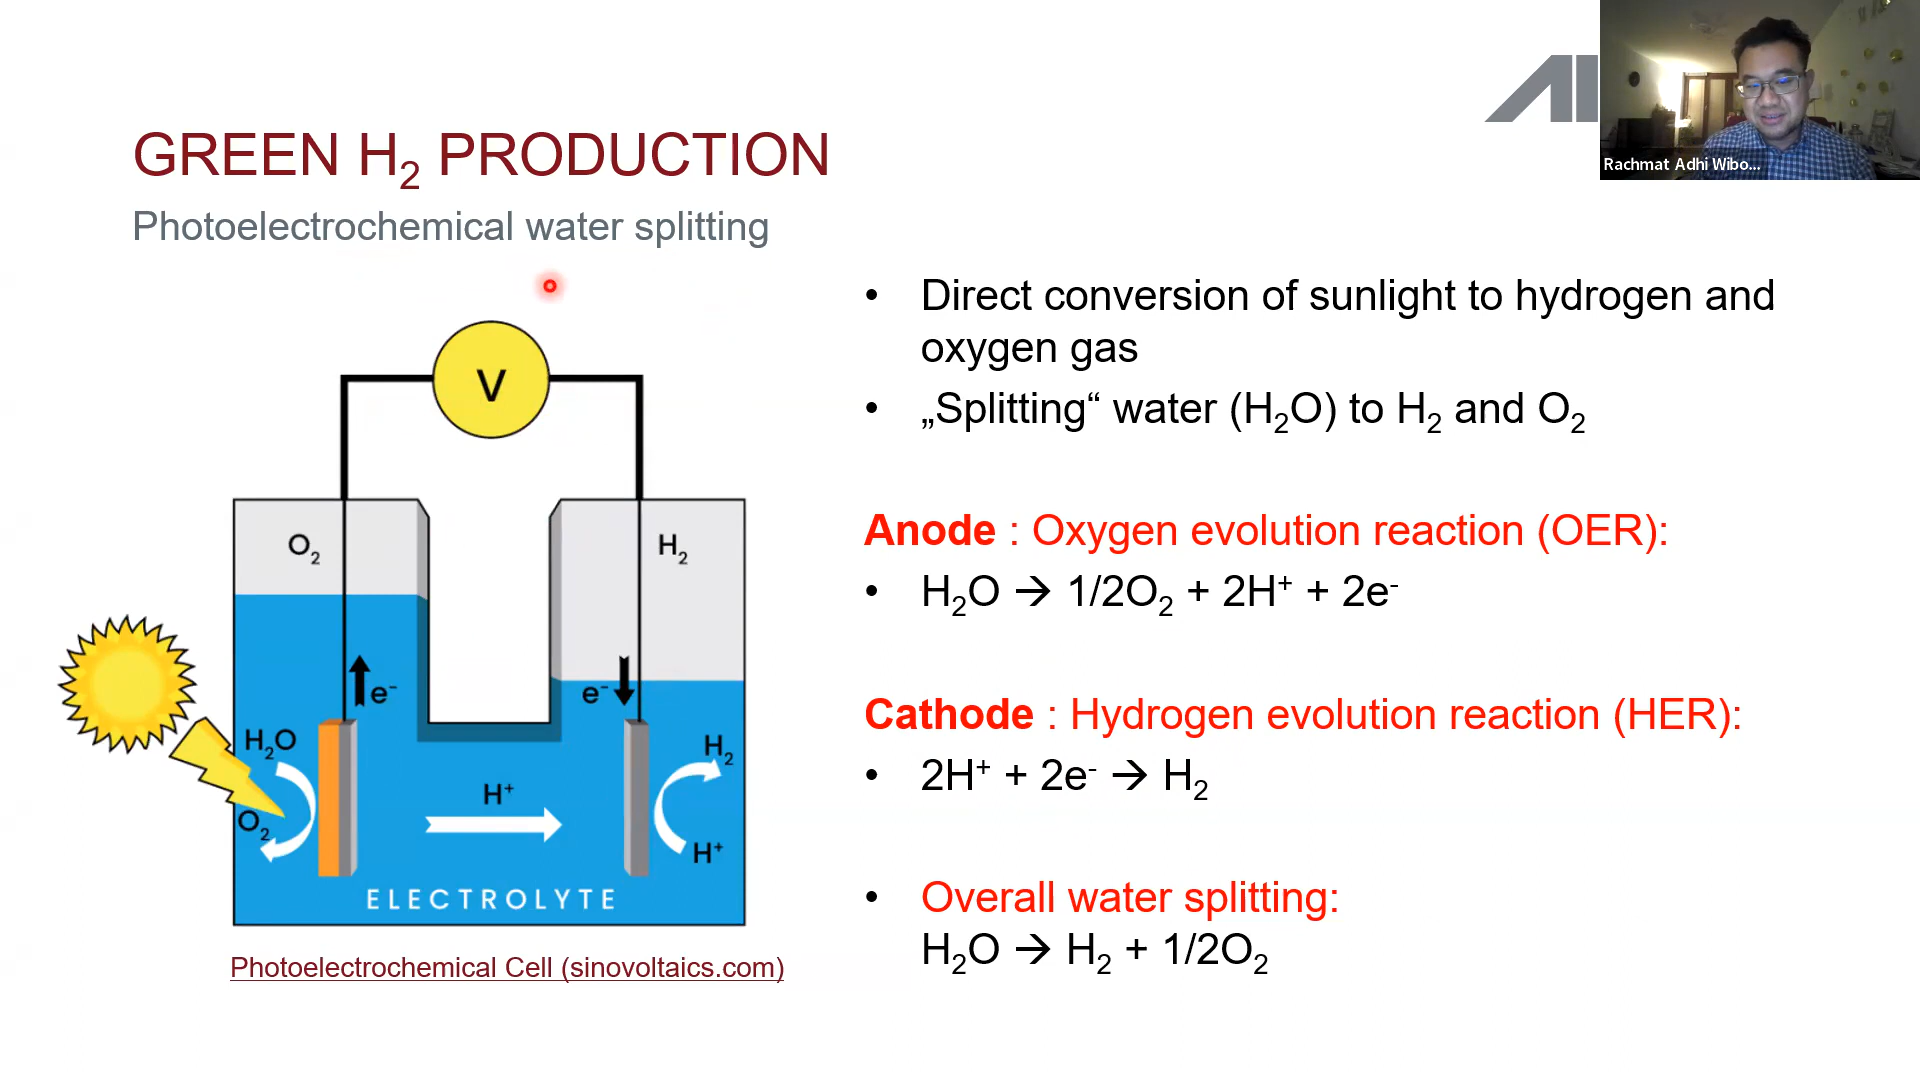 GREEN H₂ PRODUCTION
Photoelectrochemical water splitting
Rachmat Adhi Wibo...
V
O₂
H₂
e⁻
e⁻
H₂O
O₂
H⁺
H₂
H⁺
ELECTROLYTE
Photoelectrochemical Cell (sinovoltaics.com)
• Direct conversion of sunlight to hydrogen and
oxygen gas
• „Splitting“ water (H₂O) to H₂ and O₂
Anode : Oxygen evolution reaction (OER):
• H₂O → 1/2O₂ + 2H⁺ + 2e⁻
Cathode : Hydrogen evolution reaction (HER):
• 2H⁺ + 2e⁻ → H₂
• Overall water splitting:
H₂O → H₂ + 1/2O₂